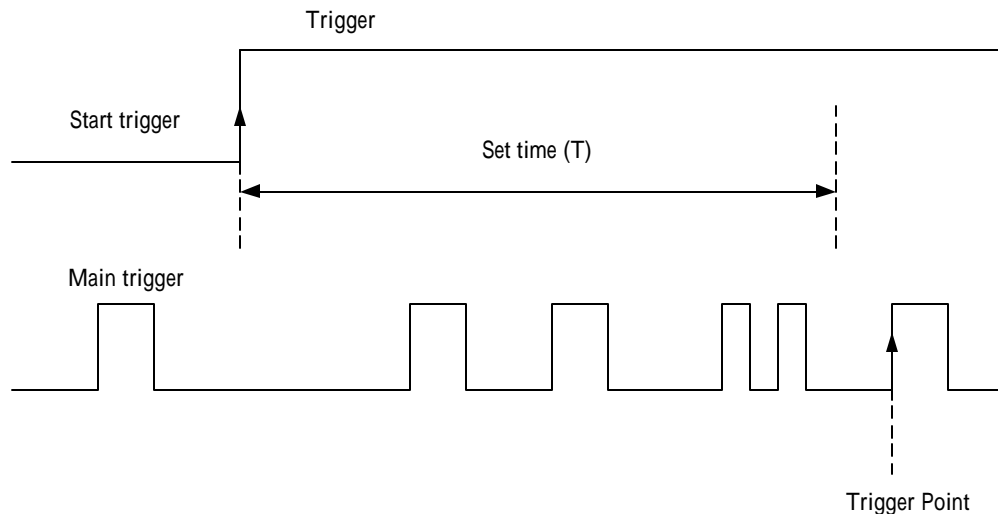 Trigger
Start trigger
Set time (T)
Main trigger
Trigger Point